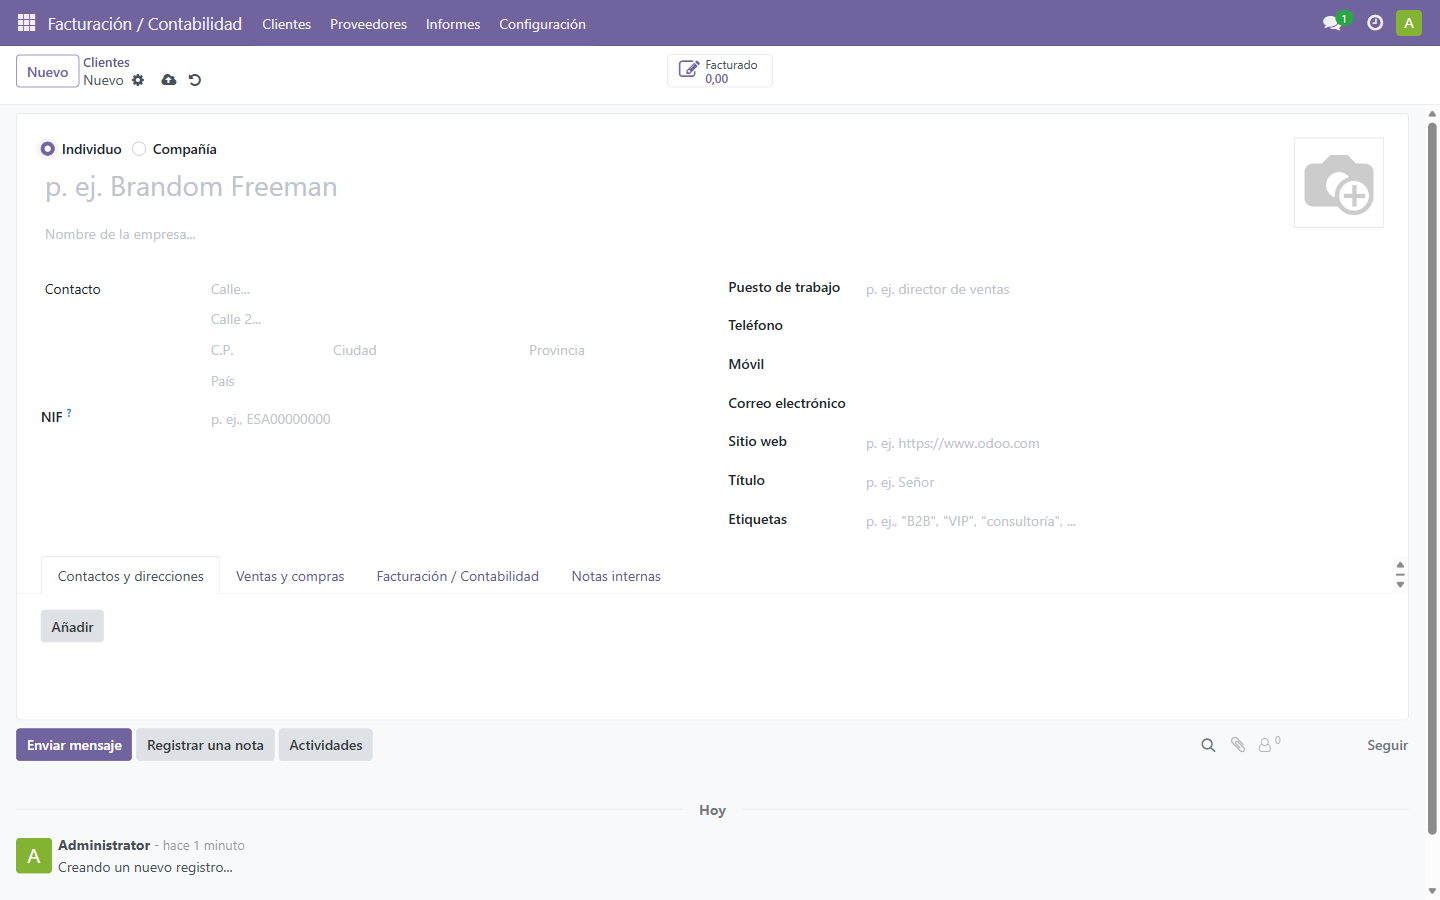 Facturación / Contabilidad Clientes Proveedores Informes Configuración 1 A
Nuevo
Clientes
Nuevo
Facturado
0,00
Individuo Compañía
p. ej. Brandom Freeman
Nombre de la empresa...
Contacto
Calle...
Calle 2...
C.P. Ciudad Provincia
País
NIF ? p. ej., ESA00000000
Puesto de trabajo p. ej. director de ventas
Teléfono
Móvil
Correo electrónico
Sitio web p. ej. https://www.odoo.com
Título p. ej. Señor
Etiquetas p. ej., "B2B", "VIP", "consultoría", ...
Contactos y direcciones Ventas y compras Facturación / Contabilidad Notas internas
Añadir
Enviar mensaje Registrar una nota Actividades 0 Seguir
Hoy
A
Administrator - hace 1 minuto
Creando un nuevo registro...